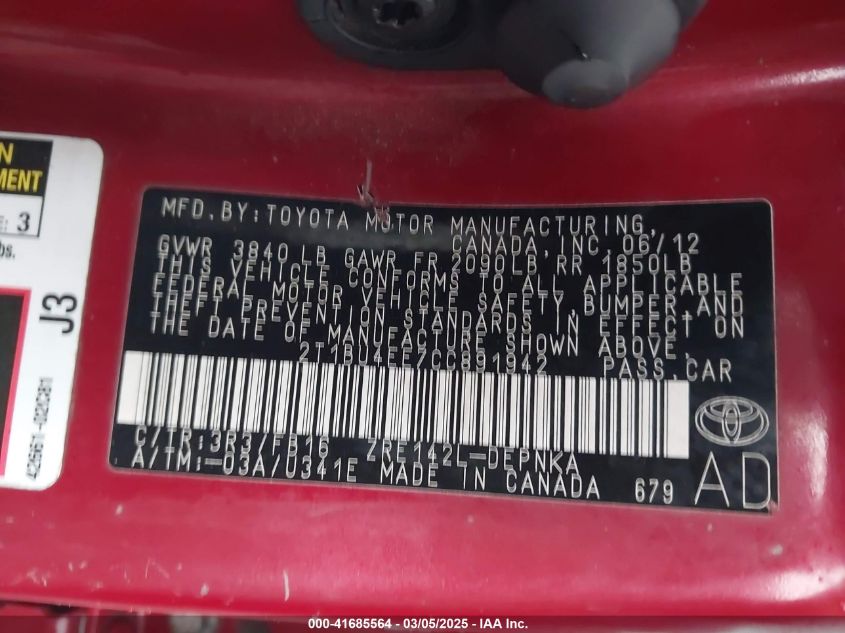 N
MENT
E: 3
bs.
J3
426611-022C81
MFD. BY: TOYOTA MOTOR MANUFACTURING,
CANADA, INC. 06/12
GVWR 3840 LB GAWR FR 2090LB RR 1850LB
THIS VEHICLE CONFORMS TO ALL APPLICABLE
FEDERAL MOTOR VEHICLE SAFETY, BUMPER AND
THEFT PREVENTION STANDARDS IN EFFECT ON
THE DATE OF MANUFACTURE SHOWN ABOVE.
2T1BU4EE7CC891942 PASS. CAR
C/TR: 3R3/FB16 ZRE142L-DEPNKA
A/TM: -03A/U341E MADE IN CANADA 679
AD
000-41685564 - 03/05/2025 - IAA Inc.